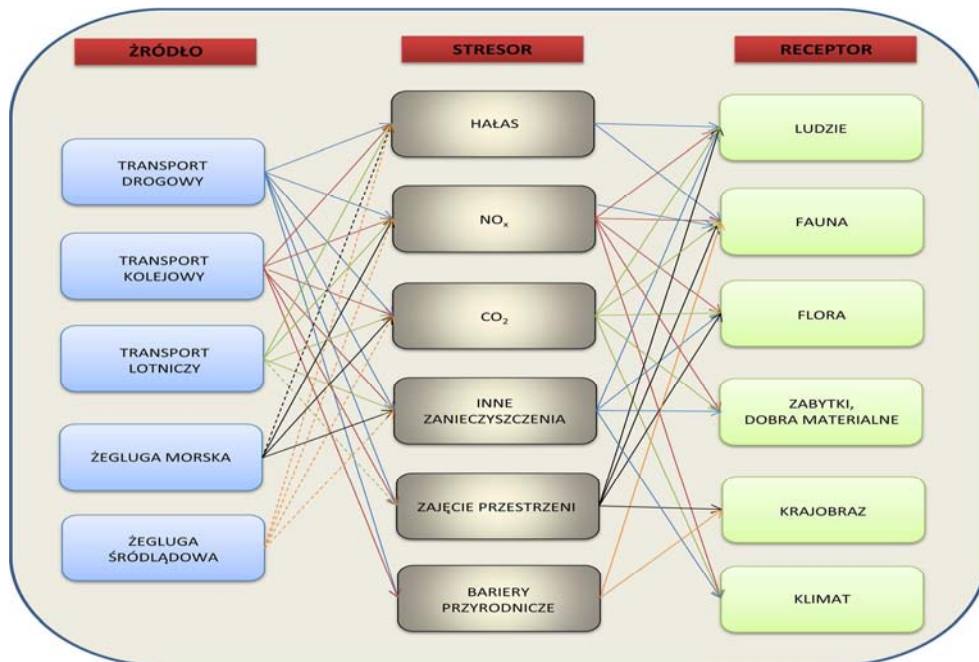 ŻRÓDŁO
STRESOR
RECEPTOR
TRANSPORT
DROGOWY
TRANSPORT
KOLEJOWY
TRANSPORT
LOTNICZY
ŻEGLUGA MORSKA
ŻEGLUGA
ŚRÓDLĄDOWA
HAŁAS
NOₓ
CO₂
INNE
ZANIECZYSZCZENIA
ZAJĘCIE PRZESTRZENI
BARIERY
PRZYRODNICZE
LUDZIE
FAUNA
FLORA
ZABYTKI,
DOBRA MATERIALNE
KRAJOBRAZ
KLIMAT